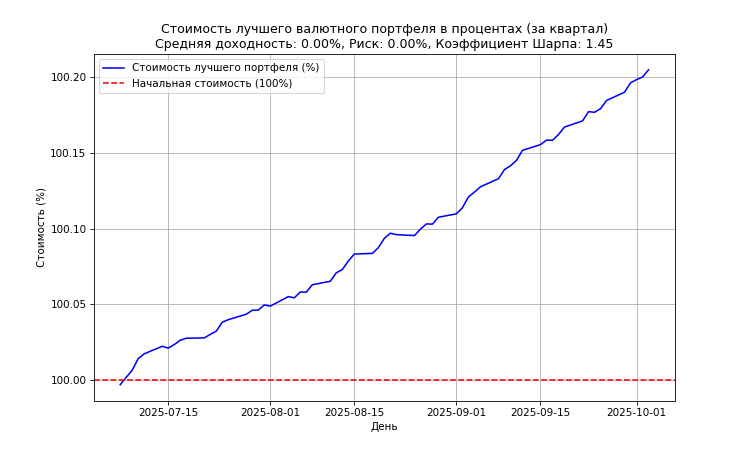 Стоимость лучшего валютного портфеля в процентах (за квартал)
Средняя доходность: 0.00%, Риск: 0.00%, Коэффициент Шарпа: 1.45
Стоимость лучшего портфеля (%)
Начальная стоимость (100%)
Стоимость (%)
100.20
100.15
100.10
100.05
100.00
2025-07-15
2025-08-01
2025-08-15
2025-09-01
2025-09-15
2025-10-01
День